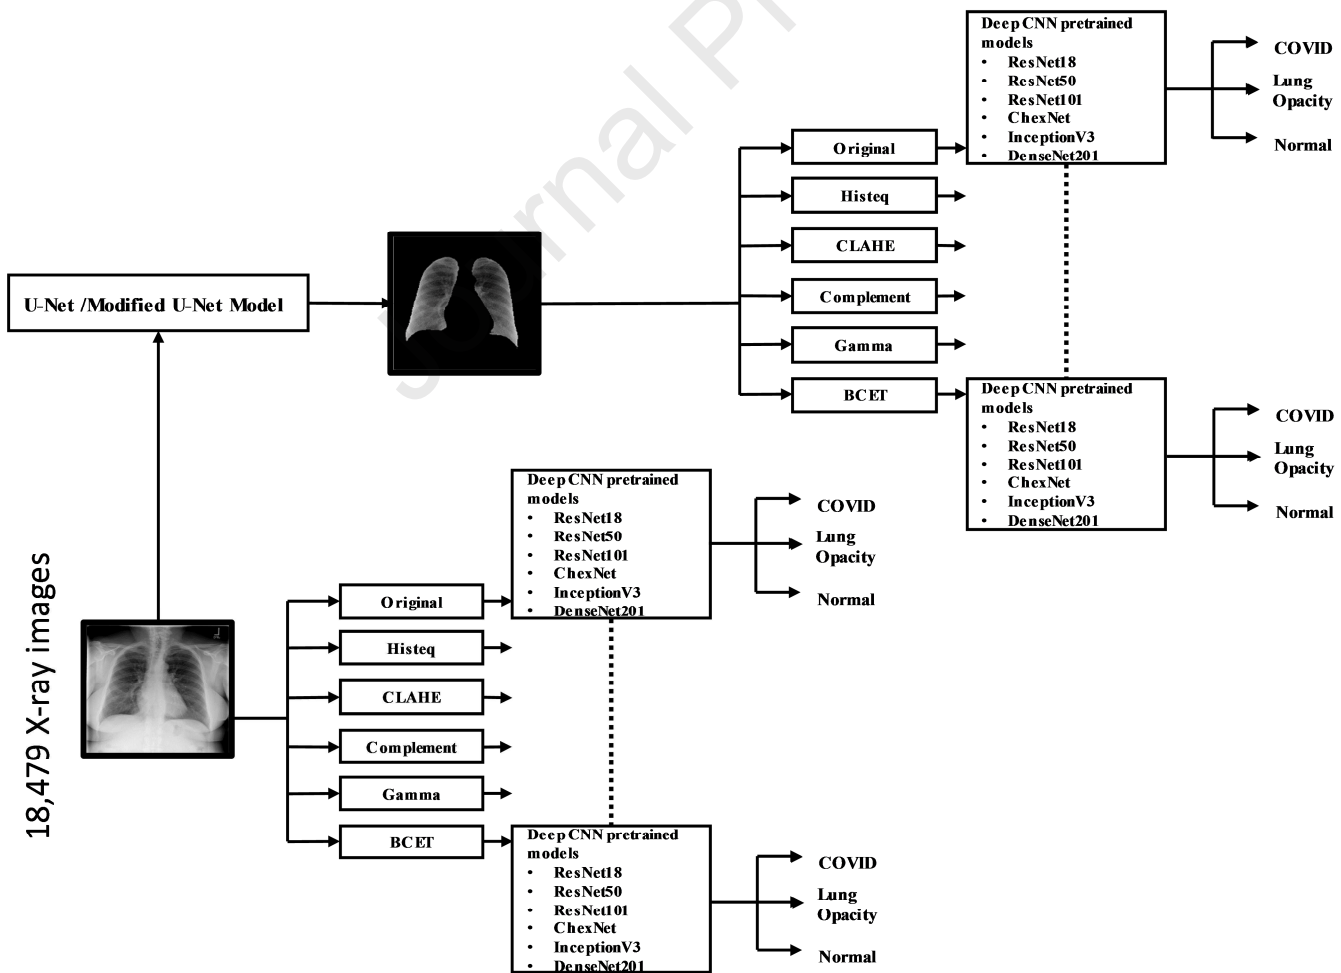 Journal Pr
Deep CNN pretrained
models
• ResNet18
• ResNet50
• ResNet101
• ChexNet
• InceptionV3
• DenseNet201
COVID
Lung
Opacity
Normal
Original
Histeq
CLAHE
Complement
Gamma
BCET
U-Net /Modified U-Net Model
Deep CNN pretrained
models
• ResNet18
• ResNet50
• ResNet101
• ChexNet
• InceptionV3
• DenseNet201
COVID
Lung
Opacity
Normal
18,479 X-ray images
Original
Histeq
CLAHE
Complement
Gamma
BCET
Deep CNN pretrained
models
• ResNet18
• ResNet50
• ResNet101
• ChexNet
• InceptionV3
• DenseNet201
COVID
Lung
Opacity
Normal
Deep CNN pretrained
models
• ResNet18
• ResNet50
• ResNet101
• ChexNet
• InceptionV3
• DenseNet201
COVID
Lung
Opacity
Normal